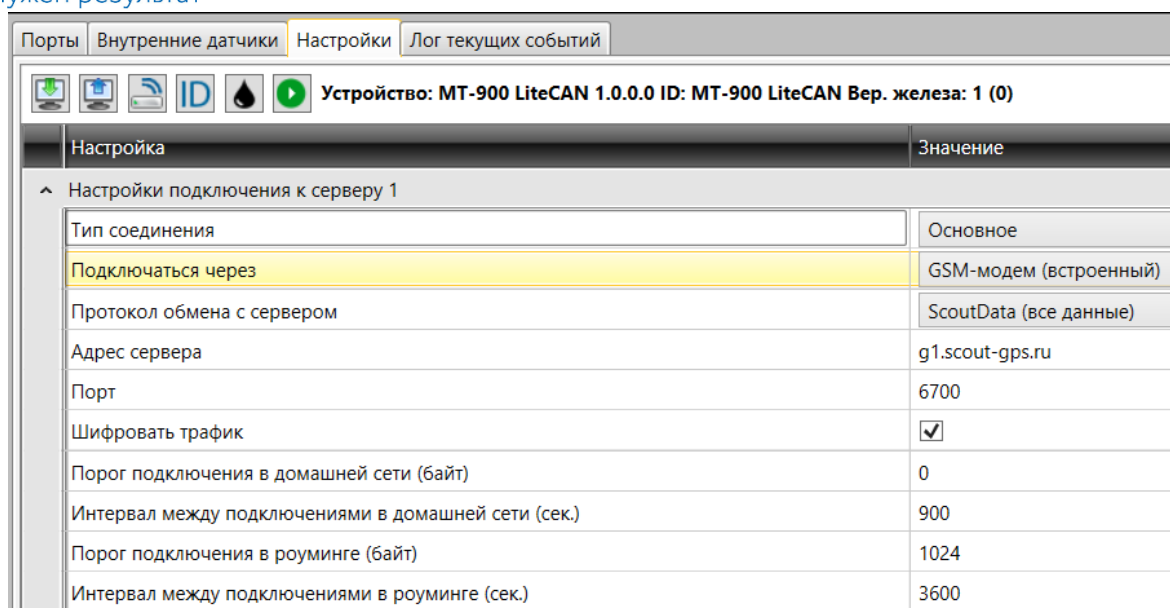 нужен результат
Порты Внутренние датчики Настройки Лог текущих событий
ID Устройство: MT-900 LiteCAN 1.0.0.0 ID: MT-900 LiteCAN Вер. железа: 1 (0)
Настройка Значение
Настройки подключения к серверу 1
Тип соединения Основное
Подключаться через GSM-модем (встроенный)
Протокол обмена с сервером ScoutData (все данные)
Адрес сервера g1.scout-gps.ru
Порт 6700
Шифровать трафик
Порог подключения в домашней сети (байт) 0
Интервал между подключениями в домашней сети (сек.) 900
Порог подключения в роуминге (байт) 1024
Интервал между подключениями в роуминге (сек.) 3600